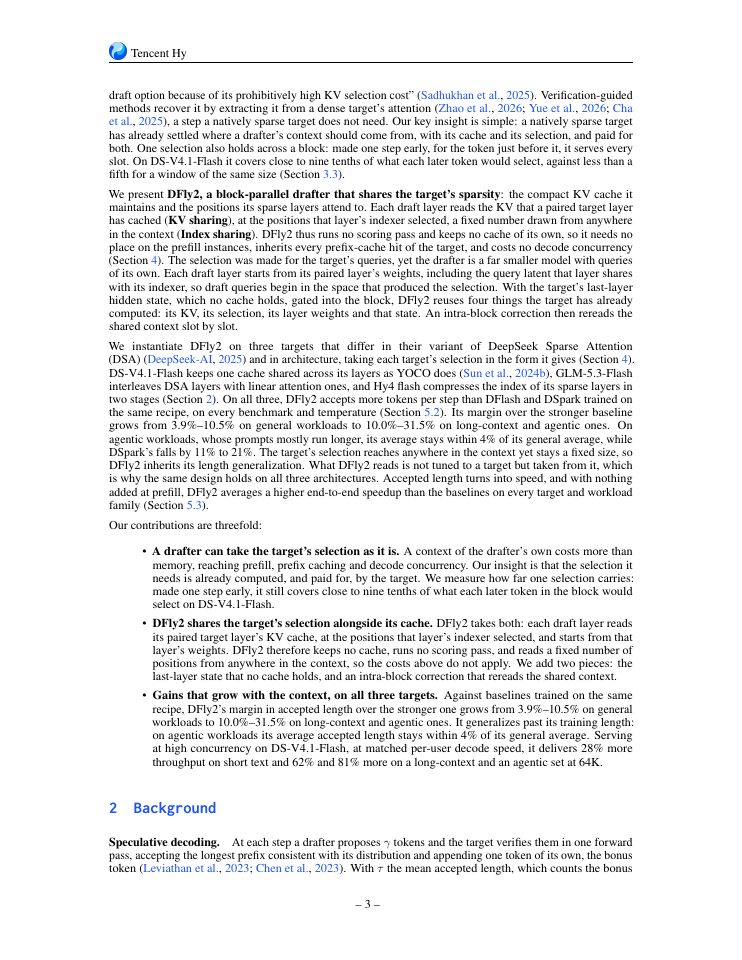 Tencent Hy
draft option because of its prohibitively high KV selection cost” (Sadhukhan et al., 2025). Verification-guided
methods recover it by extracting it from a dense target’s attention (Zhao et al., 2026; Yue et al., 2026; Cha
et al., 2025), a step a natively sparse target does not need. Our key insight is simple: a natively sparse target
has already settled where a drafter’s context should come from, with its cache and its selection, and paid for
both. One selection also holds across a block: made one step early, for the token just before it, it serves every
slot. On DS-V4.1-Flash it covers close to nine tenths of what each later token would select, against less than a
fifth for a window of the same size (Section 3.3).
We present DFly2, a block-parallel drafter that shares the target’s sparsity: the compact KV cache it
maintains and the positions its sparse layers attend to. Each draft layer reads the KV that a paired target layer
has cached (KV sharing), at the positions that layer’s indexer selected, a fixed number drawn from anywhere
in the context (Index sharing). DFly2 thus runs no scoring pass and keeps no cache of its own, so it needs no
place on the prefill instances, inherits every prefix-cache hit of the target, and costs no decode concurrency
(Section 4). The selection was made for the target’s queries, yet the drafter is a far smaller model with queries
of its own. Each draft layer starts from its paired layer’s weights, including the query latent that layer shares
with its indexer, so draft queries begin in the space that produced the selection. With the target’s last-layer
hidden state, which no cache holds, gated into the block, DFly2 reuses four things the target has already
computed: its KV, its selection, its layer weights and that state. An intra-block correction then rereads the
shared context slot by slot.
We instantiate DFly2 on three targets that differ in their variant of DeepSeek Sparse Attention
(DSA) (DeepSeek-AI, 2025) and in architecture, taking each target’s selection in the form it gives (Section 4).
DS-V4.1-Flash keeps one cache shared across its layers as YOCO does (Sun et al., 2024b), GLM-5.3-Flash
interleaves DSA layers with linear attention ones, and Hy4 flash compresses the index of its sparse layers in
two stages (Section 2). On all three, DFly2 accepts more tokens per step than DFlash and DSpark trained on
the same recipe, on every benchmark and temperature (Section 5.2). Its margin over the stronger baseline
grows from 3.9%–10.5% on general workloads to 10.0%–31.5% on long-context and agentic ones. On
agentic workloads, whose prompts mostly run longer, its average stays within 4% of its general average, while
DSpark’s falls by 11% to 21%. The target’s selection reaches anywhere in the context yet stays a fixed size, so
DFly2 inherits its length generalization. What DFly2 reads is not tuned to a target but taken from it, which
is why the same design holds on all three architectures. Accepted length turns into speed, and with nothing
added at prefill, DFly2 averages a higher end-to-end speedup than the baselines on every target and workload
family (Section 5.3).
Our contributions are threefold:
• A drafter can take the target’s selection as it is. A context of the drafter’s own costs more than
memory, reaching prefill, prefix caching and decode concurrency. Our insight is that the selection it
needs is already computed, and paid for, by the target. We measure how far one selection carries:
made one step early, it still covers close to nine tenths of what each later token in the block would
select on DS-V4.1-Flash.
• DFly2 shares the target’s selection alongside its cache. DFly2 takes both: each draft layer reads
its paired target layer’s KV cache, at the positions that layer’s indexer selected, and starts from that
layer’s weights. DFly2 therefore keeps no cache, runs no scoring pass, and reads a fixed number of
positions from anywhere in the context, so the costs above do not apply. We add two pieces: the
last-layer state that no cache holds, and an intra-block correction that rereads the shared context.
• Gains that grow with the context, on all three targets. Against baselines trained on the same
recipe, DFly2’s margin in accepted length over the stronger one grows from 3.9%–10.5% on general
workloads to 10.0%–31.5% on long-context and agentic ones. It generalizes past its training length:
on agentic workloads its average accepted length stays within 4% of its general average. Serving
at high concurrency on DS-V4.1-Flash, at matched per-user decode speed, it delivers 28% more
throughput on short text and 62% and 81% more on a long-context and an agentic set at 64K.
2 Background
Speculative decoding. At each step a drafter proposes γ tokens and the target verifies them in one forward
pass, accepting the longest prefix consistent with its distribution and appending one token of its own, the bonus
token (Leviathan et al., 2023; Chen et al., 2023). With τ the mean accepted length, which counts the bonus
– 3 –